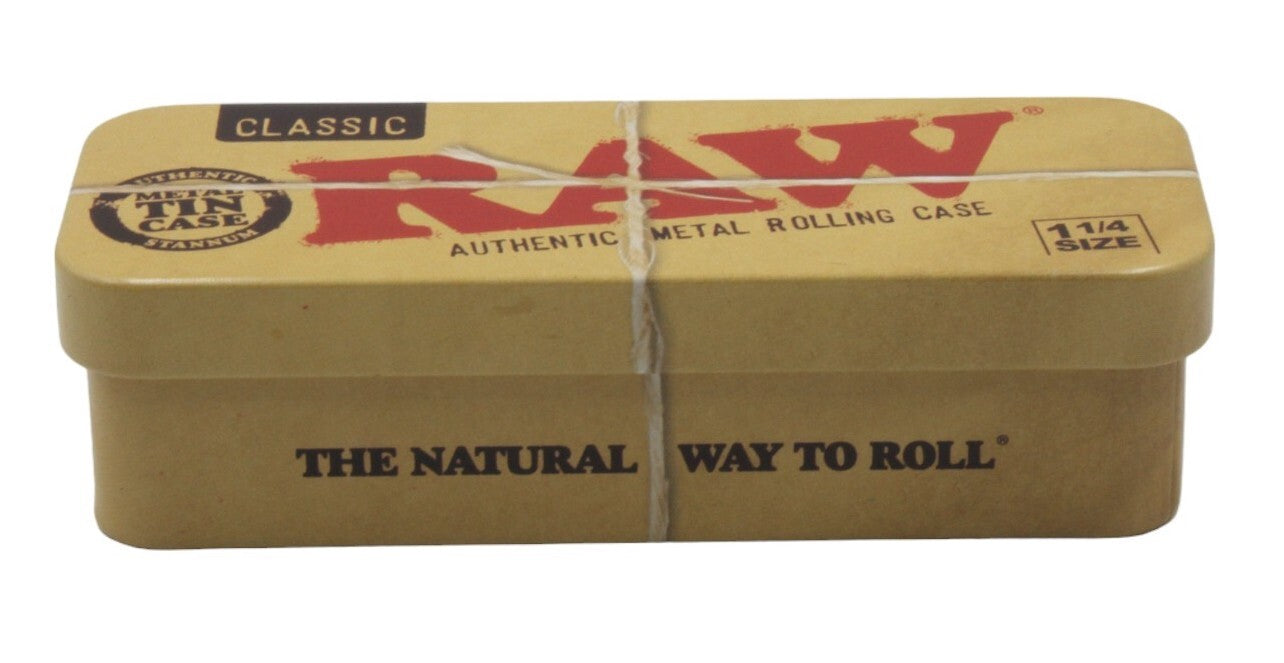 CLASSIC
RAW®
AUTHENTIC METAL ROLLING CASE
AUTHENTIC
METAL
TIN
CASE
STANNUM
1 1/4
SIZE
THE NATURAL WAY TO ROLL®